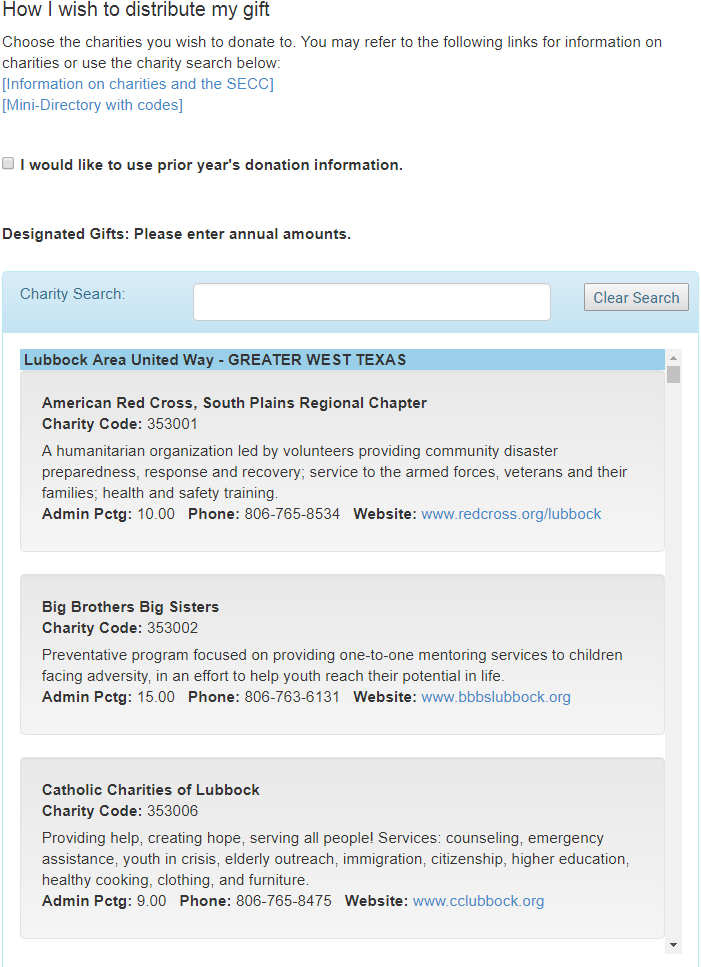 How I wish to distribute my gift
Choose the charities you wish to donate to. You may refer to the following links for information on
charities or use the charity search below:
[Information on charities and the SECC]
[Mini-Directory with codes]
I would like to use prior year's donation information.
Designated Gifts: Please enter annual amounts.
Charity Search:
Clear Search
Lubbock Area United Way - GREATER WEST TEXAS
American Red Cross, South Plains Regional Chapter
Charity Code: 353001
A humanitarian organization led by volunteers providing community disaster
preparedness, response and recovery; service to the armed forces, veterans and their
families; health and safety training.
Admin Pctg: 10.00 Phone: 806-765-8534 Website: www.redcross.org/lubbock
Big Brothers Big Sisters
Charity Code: 353002
Preventative program focused on providing one-to-one mentoring services to children
facing adversity, in an effort to help youth reach their potential in life.
Admin Pctg: 15.00 Phone: 806-763-6131 Website: www.bbbslubbock.org
Catholic Charities of Lubbock
Charity Code: 353006
Providing help, creating hope, serving all people! Services: counseling, emergency
assistance, youth in crisis, elderly outreach, immigration, citizenship, higher education,
healthy cooking, clothing, and furniture.
Admin Pctg: 9.00 Phone: 806-765-8475 Website: www.cclubbock.org